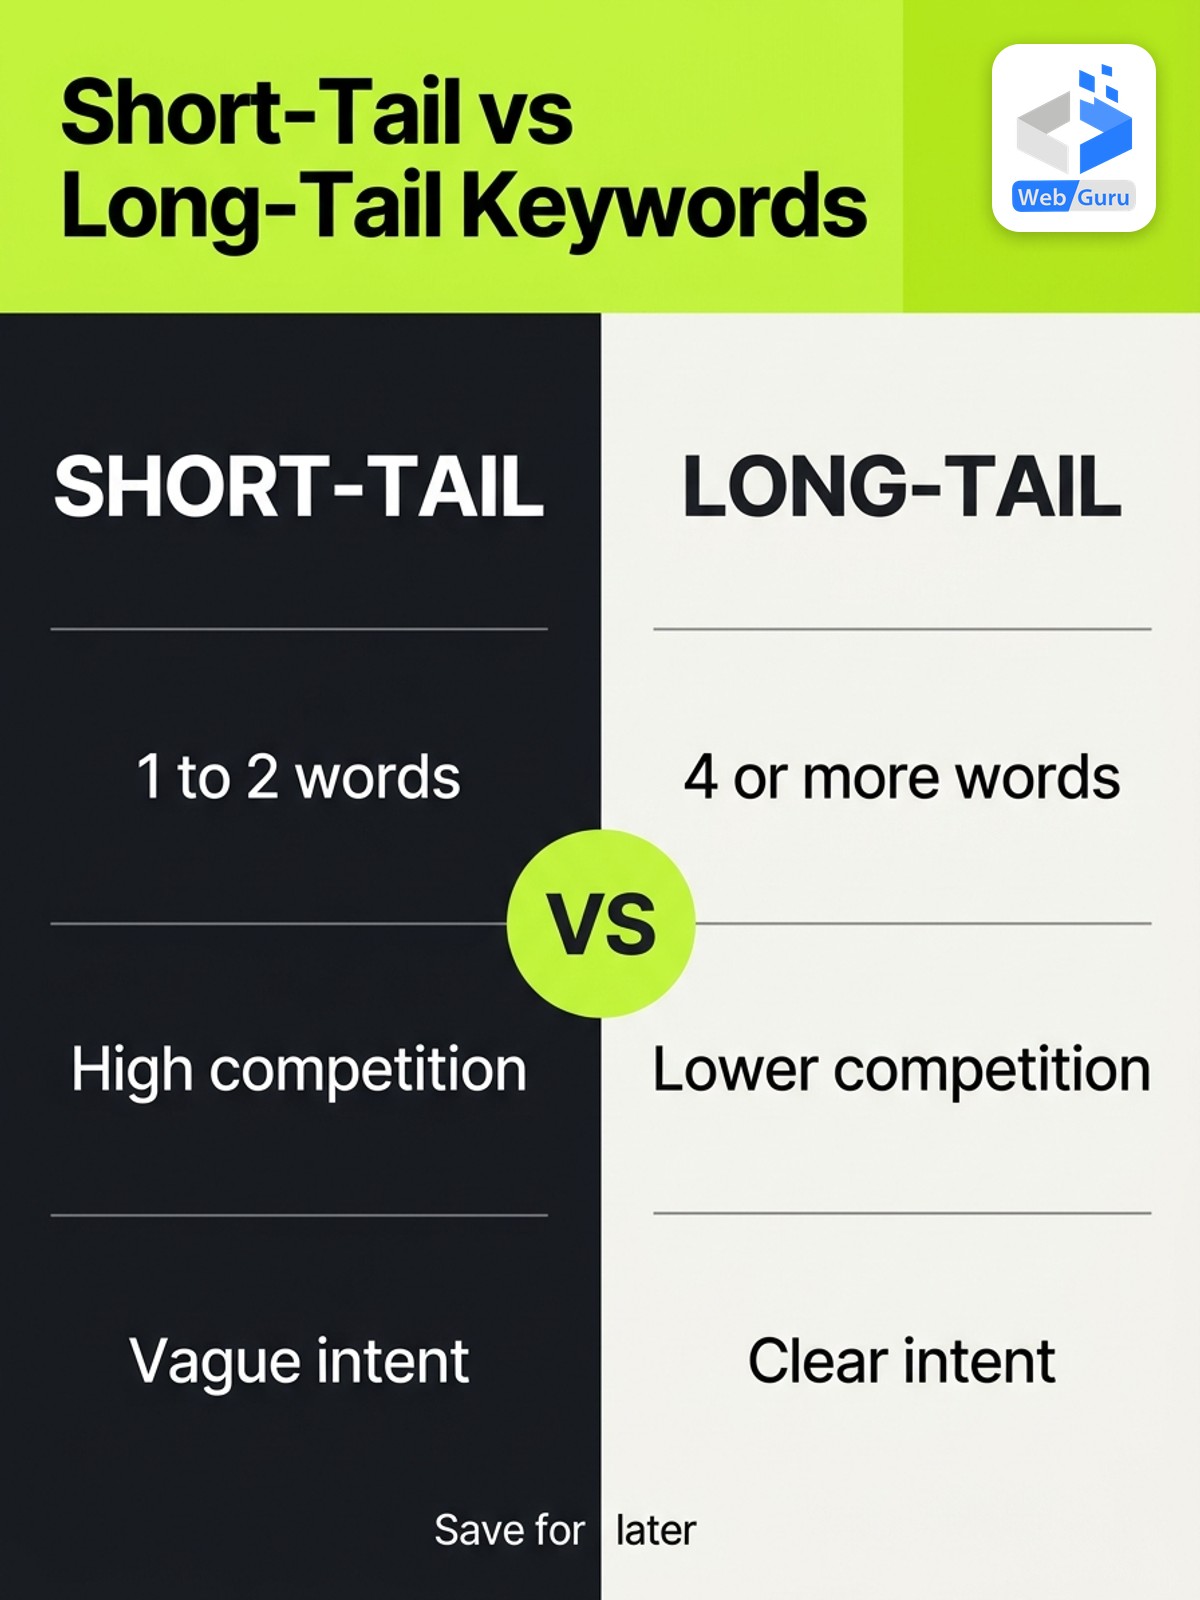 Short-Tail vs
Long-Tail Keywords
Web Guru
SHORT-TAIL
LONG-TAIL
1 to 2 words
4 or more words
VS
High competition
Lower competition
Vague intent
Clear intent
Save for later